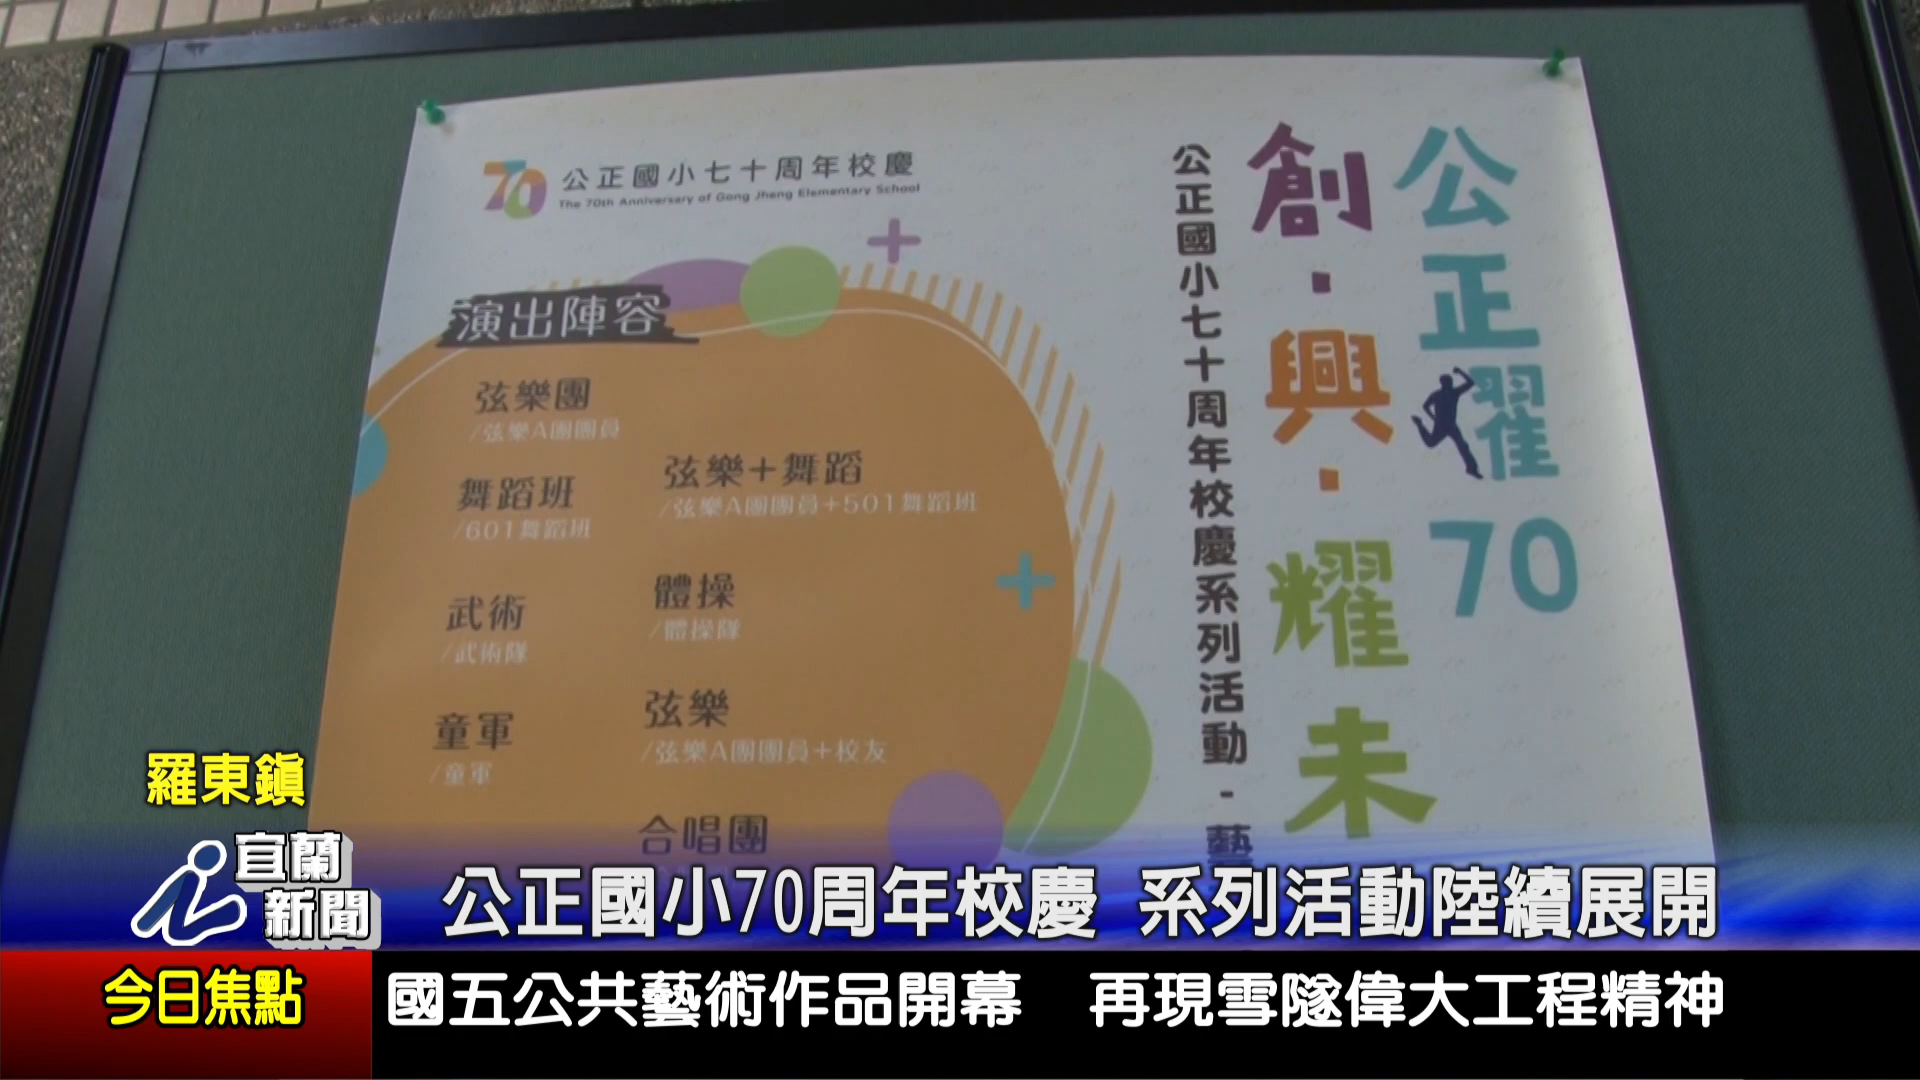 公正國小七十周年校慶
The 70th Anniversary of Gong Jheng Elementary School
公正耀70
創·興·耀未
公正國小七十周年校慶系列活動-藝
演出陣容
弦樂團
/弦樂A團團員
舞蹈班
/601舞蹈班
武術
/武術隊
童軍
/童軍
弦樂+舞蹈
/弦樂A團團員+501舞蹈班
體操
/體操隊
弦樂
/弦樂A團團員+校友
合唱團
羅東鎮
宜蘭
新聞
公正國小70周年校慶 系列活動陸續展開
今日焦點
國五公共藝術作品開幕 再現雪隧偉大工程精神